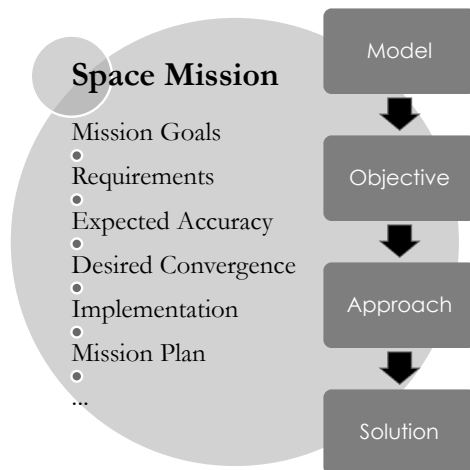 Space Mission
Mission Goals
Requirements
Expected Accuracy
Desired Convergence
Implementation
Mission Plan
...
Model
Objective
Approach
Solution